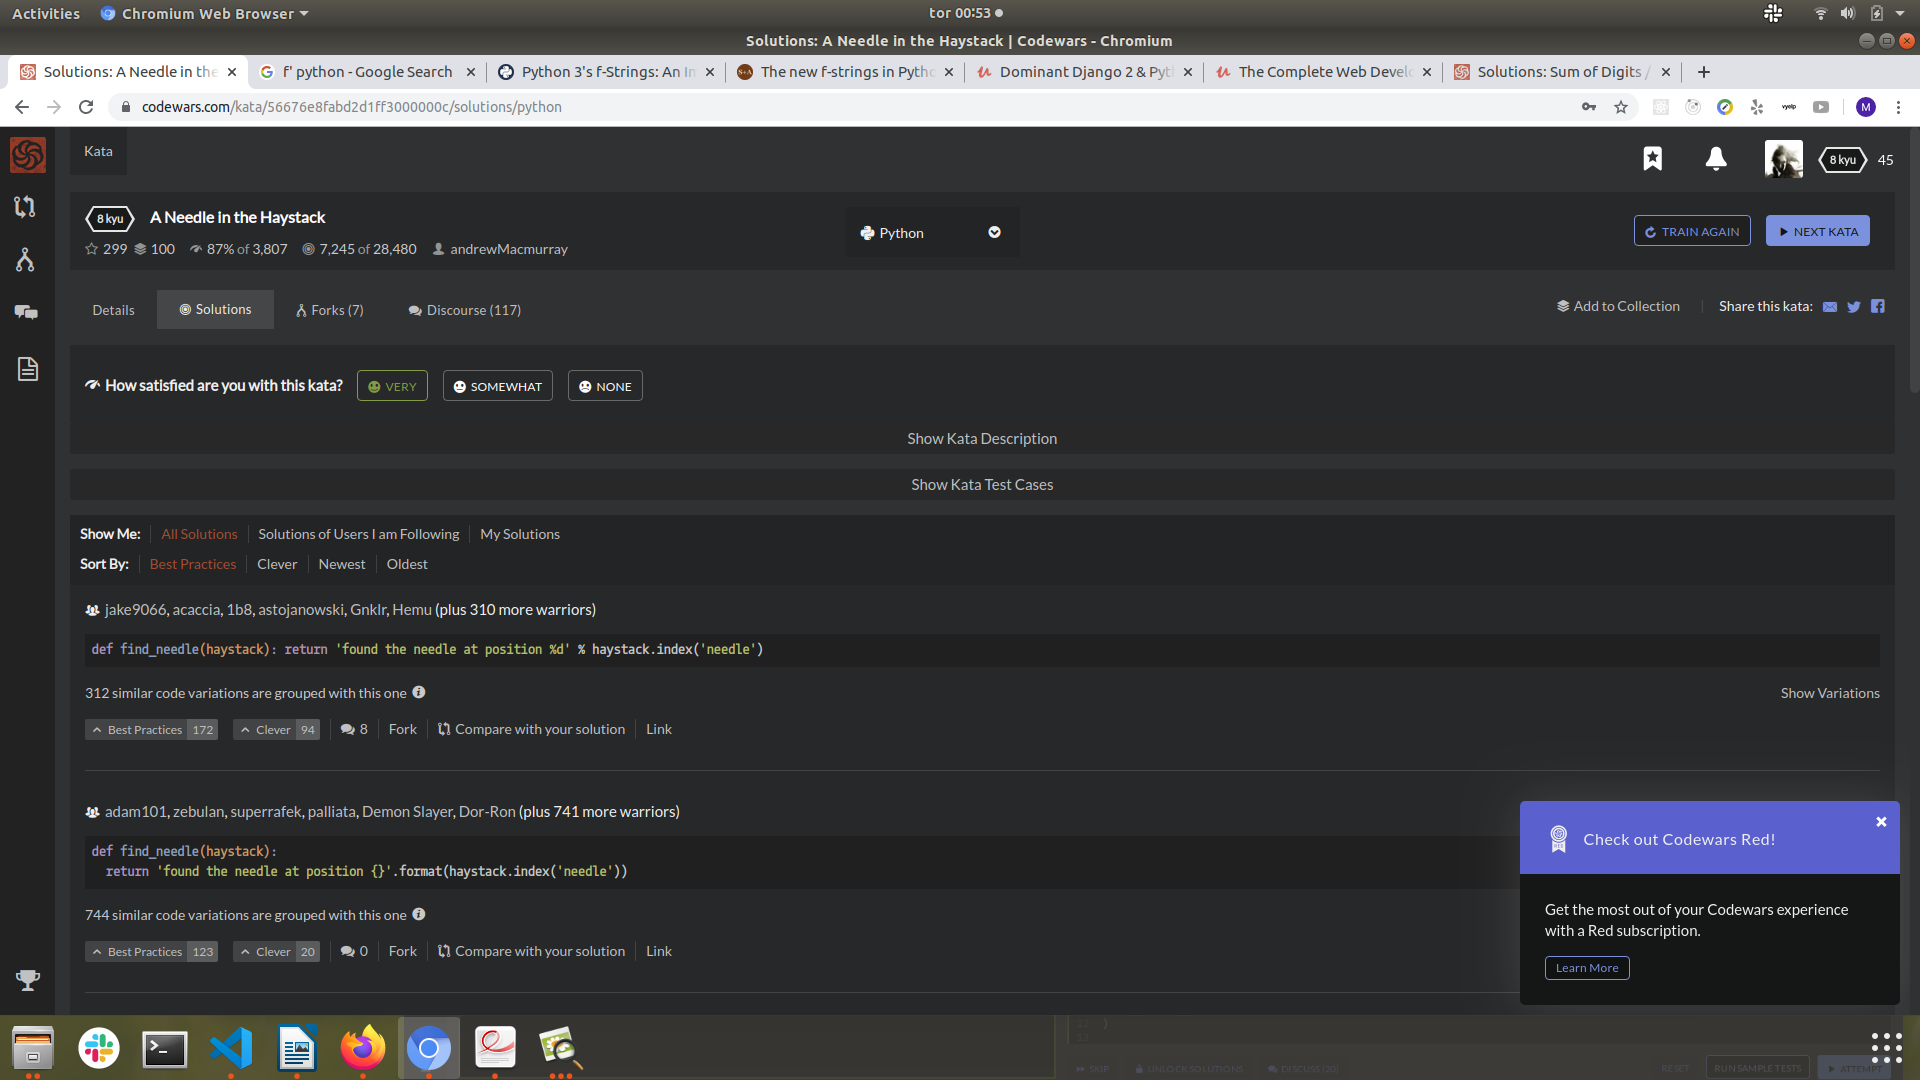 Activities Chromium Web Browser tor 00:53
Solutions: A Needle in the Haystack | Codewars - Chromium
Solutions: A Needle in the f' python - Google Search Python 3's f-Strings: An In The new f-strings in Pytho Dominant Django 2 & Pyt The Complete Web Develo Solutions: Sum of Digits /
codewars.com/kata/56676e8fabd2d1ff3000000c/solutions/python M
Kata 8 kyu 45
8 kyu A Needle in the Haystack Python TRAIN AGAIN NEXT KATA
299 100 87% of 3,807 7,245 of 28,480 andrewMacmurray
Details Solutions Forks (7) Discourse (117) Add to Collection Share this kata:
How satisfied are you with this kata? VERY SOMEWHAT NONE
Show Kata Description
Show Kata Test Cases
Show Me: All Solutions Solutions of Users I am Following My Solutions
Sort By: Best Practices Clever Newest Oldest
jake9066, acaccia, 1b8, astojanowski, Gnklr, Hemu (plus 310 more warriors)
def find_needle(haystack): return 'found the needle at position %d' % haystack.index('needle')
312 similar code variations are grouped with this one Show Variations
Best Practices 172 Clever 94 8 Fork Compare with your solution Link
adam101, zebulan, superrafek, palliata, Demon Slayer, Dor-Ron (plus 741 more warriors)
def find_needle(haystack):
return 'found the needle at position {}'.format(haystack.index('needle'))
744 similar code variations are grouped with this one
Best Practices 123 Clever 20 0 Fork Compare with your solution Link
Check out Codewars Red!
Get the most out of your Codewars experience
with a Red subscription.
Learn More
12 }
13
SKIP UNLOCK SOLUTIONS RESET RUN SAMPLE TESTS ATTEMPT